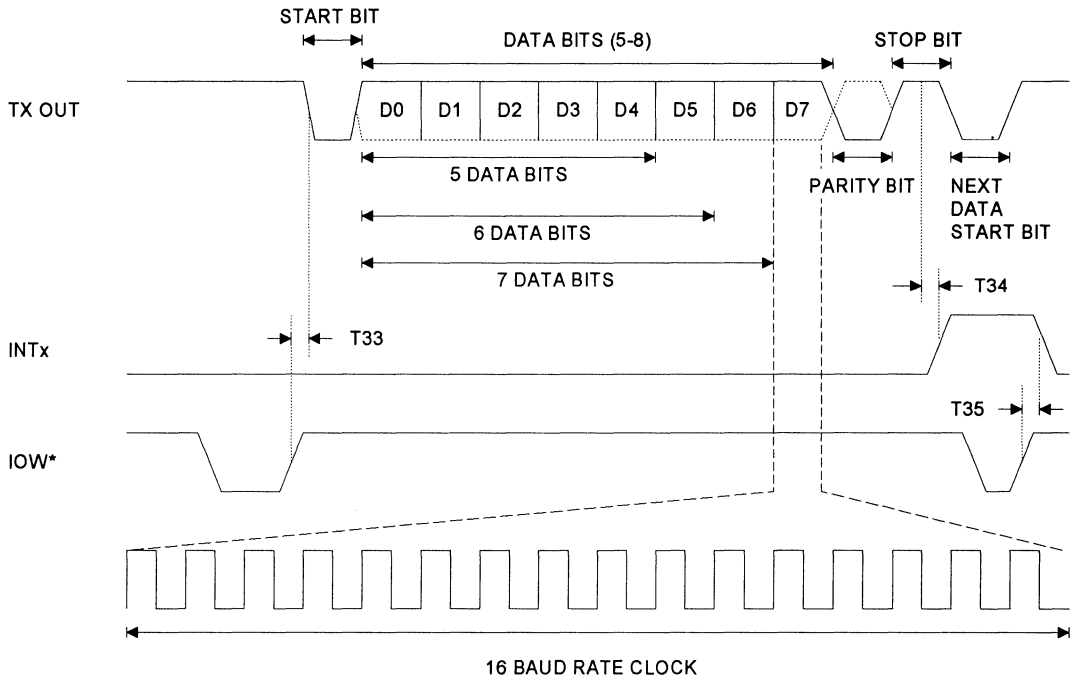 START BIT
DATA BITS (5-8)
STOP BIT
TX OUT
D0 D1 D2 D3 D4 D5 D6 D7
5 DATA BITS
PARITY BIT
NEXT
DATA
START BIT
6 DATA BITS
7 DATA BITS
T34
T33
INTx
T35
IOW*
16 BAUD RATE CLOCK